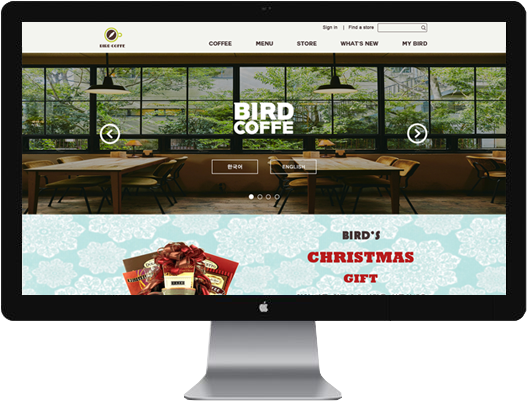 Sign in | Find a store
BIRD COFFE
COFFEE MENU STORE WHAT'S NEW MY BIRD
BIRD
COFFE
한국어 ENGLISH
BIRD'S
CHRISTMAS
GIFT